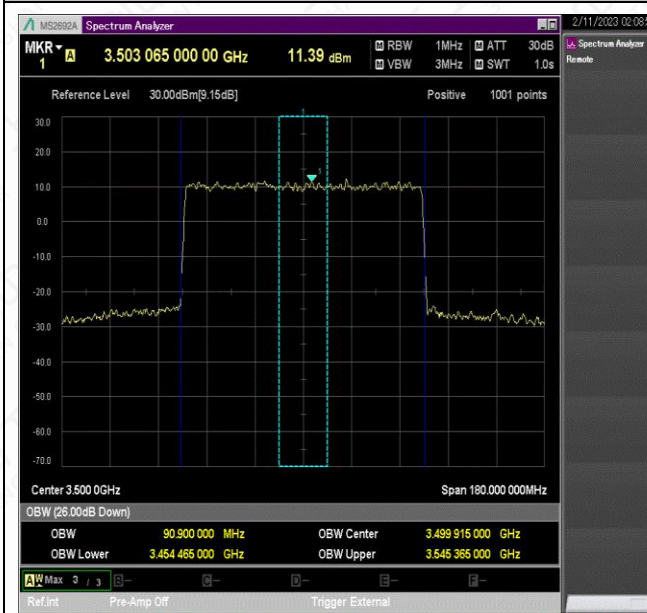 MS2692A Spectrum Analyzer 2/11/2023 02:08:5
MKR 1 A 3.503 065 000 00 GHz 11.39 dBm M RBW 1MHz M ATT 30dB
M VBW 3MHz M SWT 1.0s
Spectrum Analyzer
Remote
Reference Level 30.00dBm[9.15dB] Positive 1001 points
1
30.0
20.0
1
10.0
0.0
-10.0
-20.0
-30.0
-40.0
-50.0
-60.0
-70.0
Center 3.500 0GHz Span 180.000 000MHz
OBW (26.00dB Down)
OBW 90.900 000 MHz OBW Center 3.499 915 000 GHz
OBW Lower 3.454 465 000 GHz OBW Upper 3.545 365 000 GHz
A W Max 3 / 3 B- C- D- E- F-
Ref.Int Pre-Amp Off Trigger External